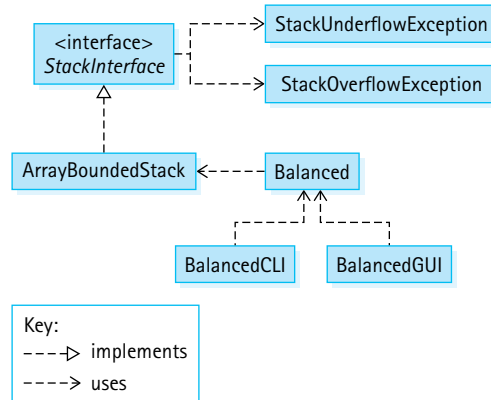 <interface>
StackInterface
StackUnderflowException
StackOverflowException
ArrayBoundedStack
Balanced
BalancedCLI
BalancedGUI
Key:
implements
uses